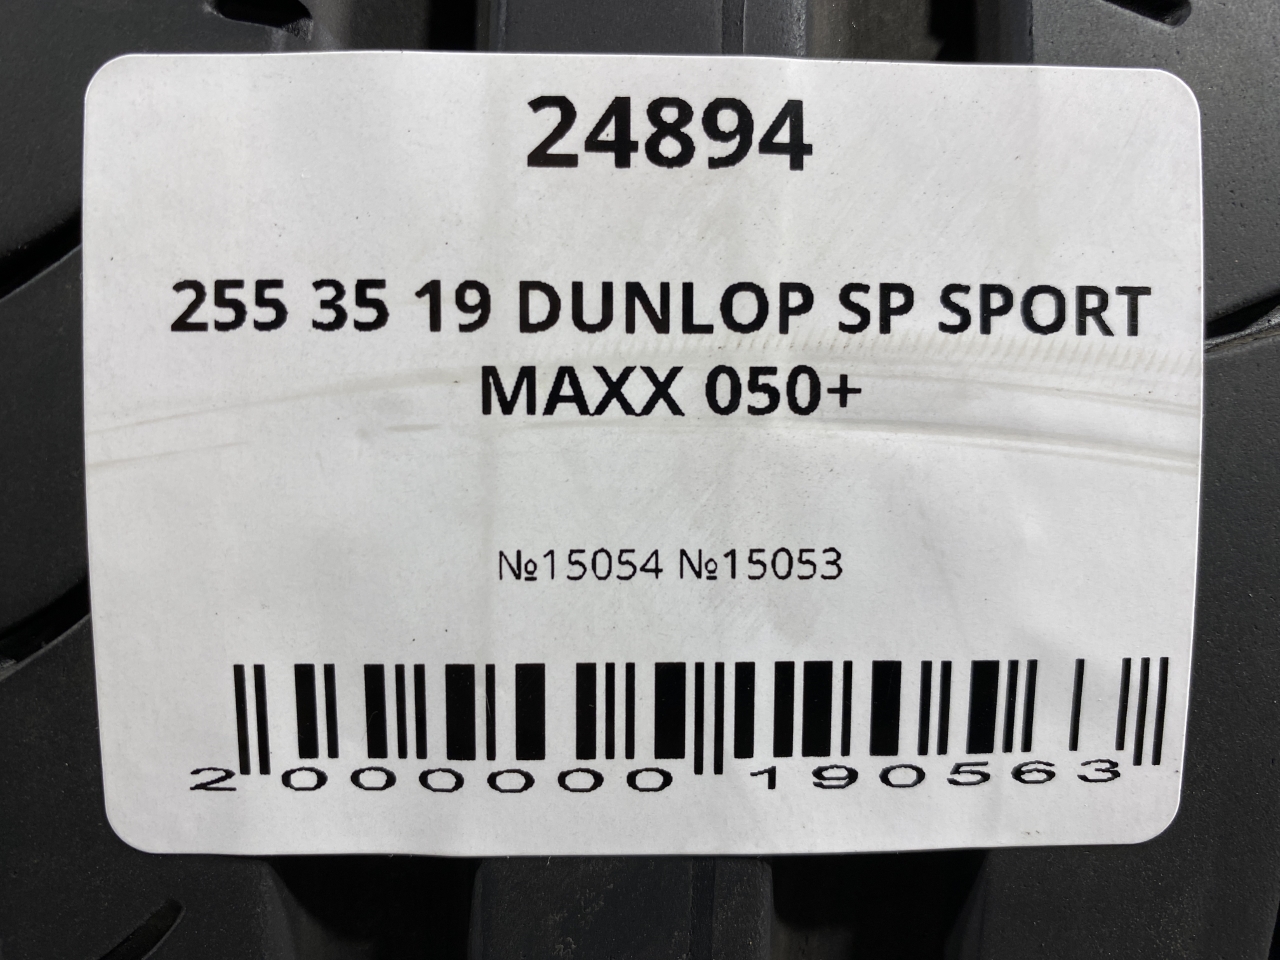 24894
255 35 19 DUNLOP SP SPORT
MAXX 050+
№15054 №15053
2 000000 190563